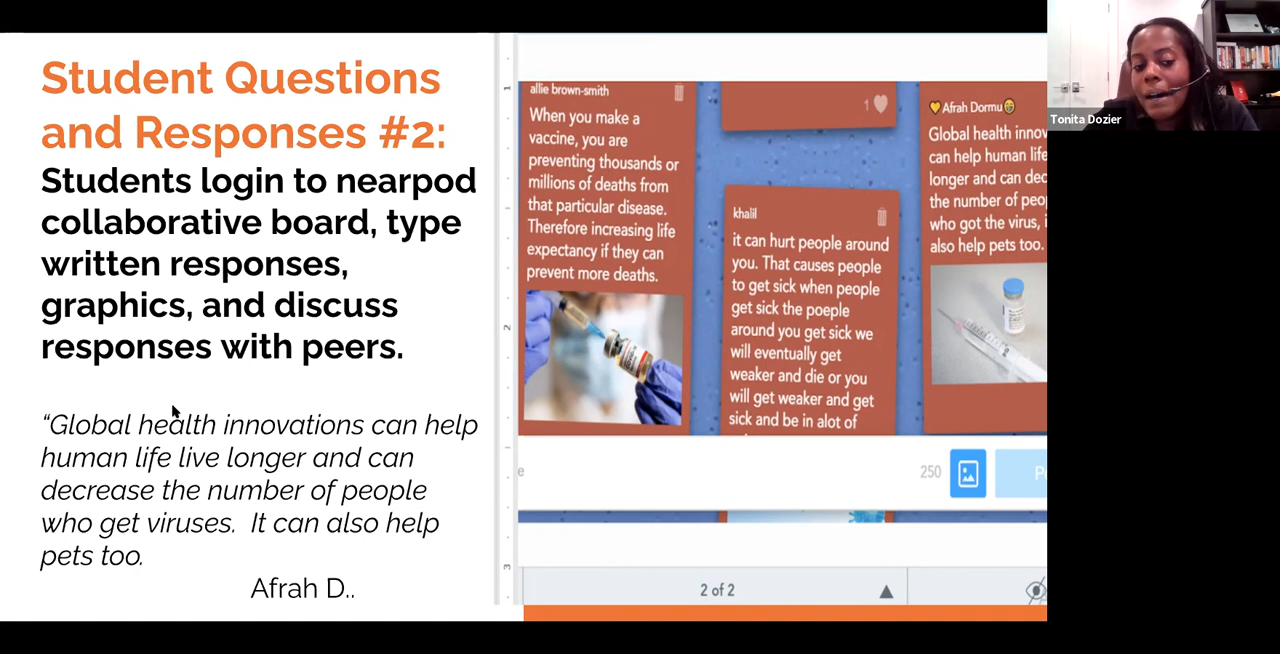 Student Questions
and Responses #2:
Students login to nearpod
collaborative board, type
written responses,
graphics, and discuss
responses with peers.
“Global health innovations can help
human life live longer and can
decrease the number of people
who get viruses.  It can also help
pets too.
Afrah D..
1
2
3
allie brown-smith
When you make a
vaccine, you are
preventing thousands or
millions of deaths from
that particular disease.
Therefore increasing life
expectancy if they can
prevent more deaths.
1
khalil
it can hurt people around
you. That causes people
to get sick when people
get sick the poeple
around you get sick we
will eventually get
weaker and die or you
will get weaker and get
sick and be in alot of
💛Afrah Dormu🤑
Global health innov
can help human life
longer and can dec
the number of peop
who got the virus, i
also help pets too.
e
250
2 of 2
Tonita Dozier